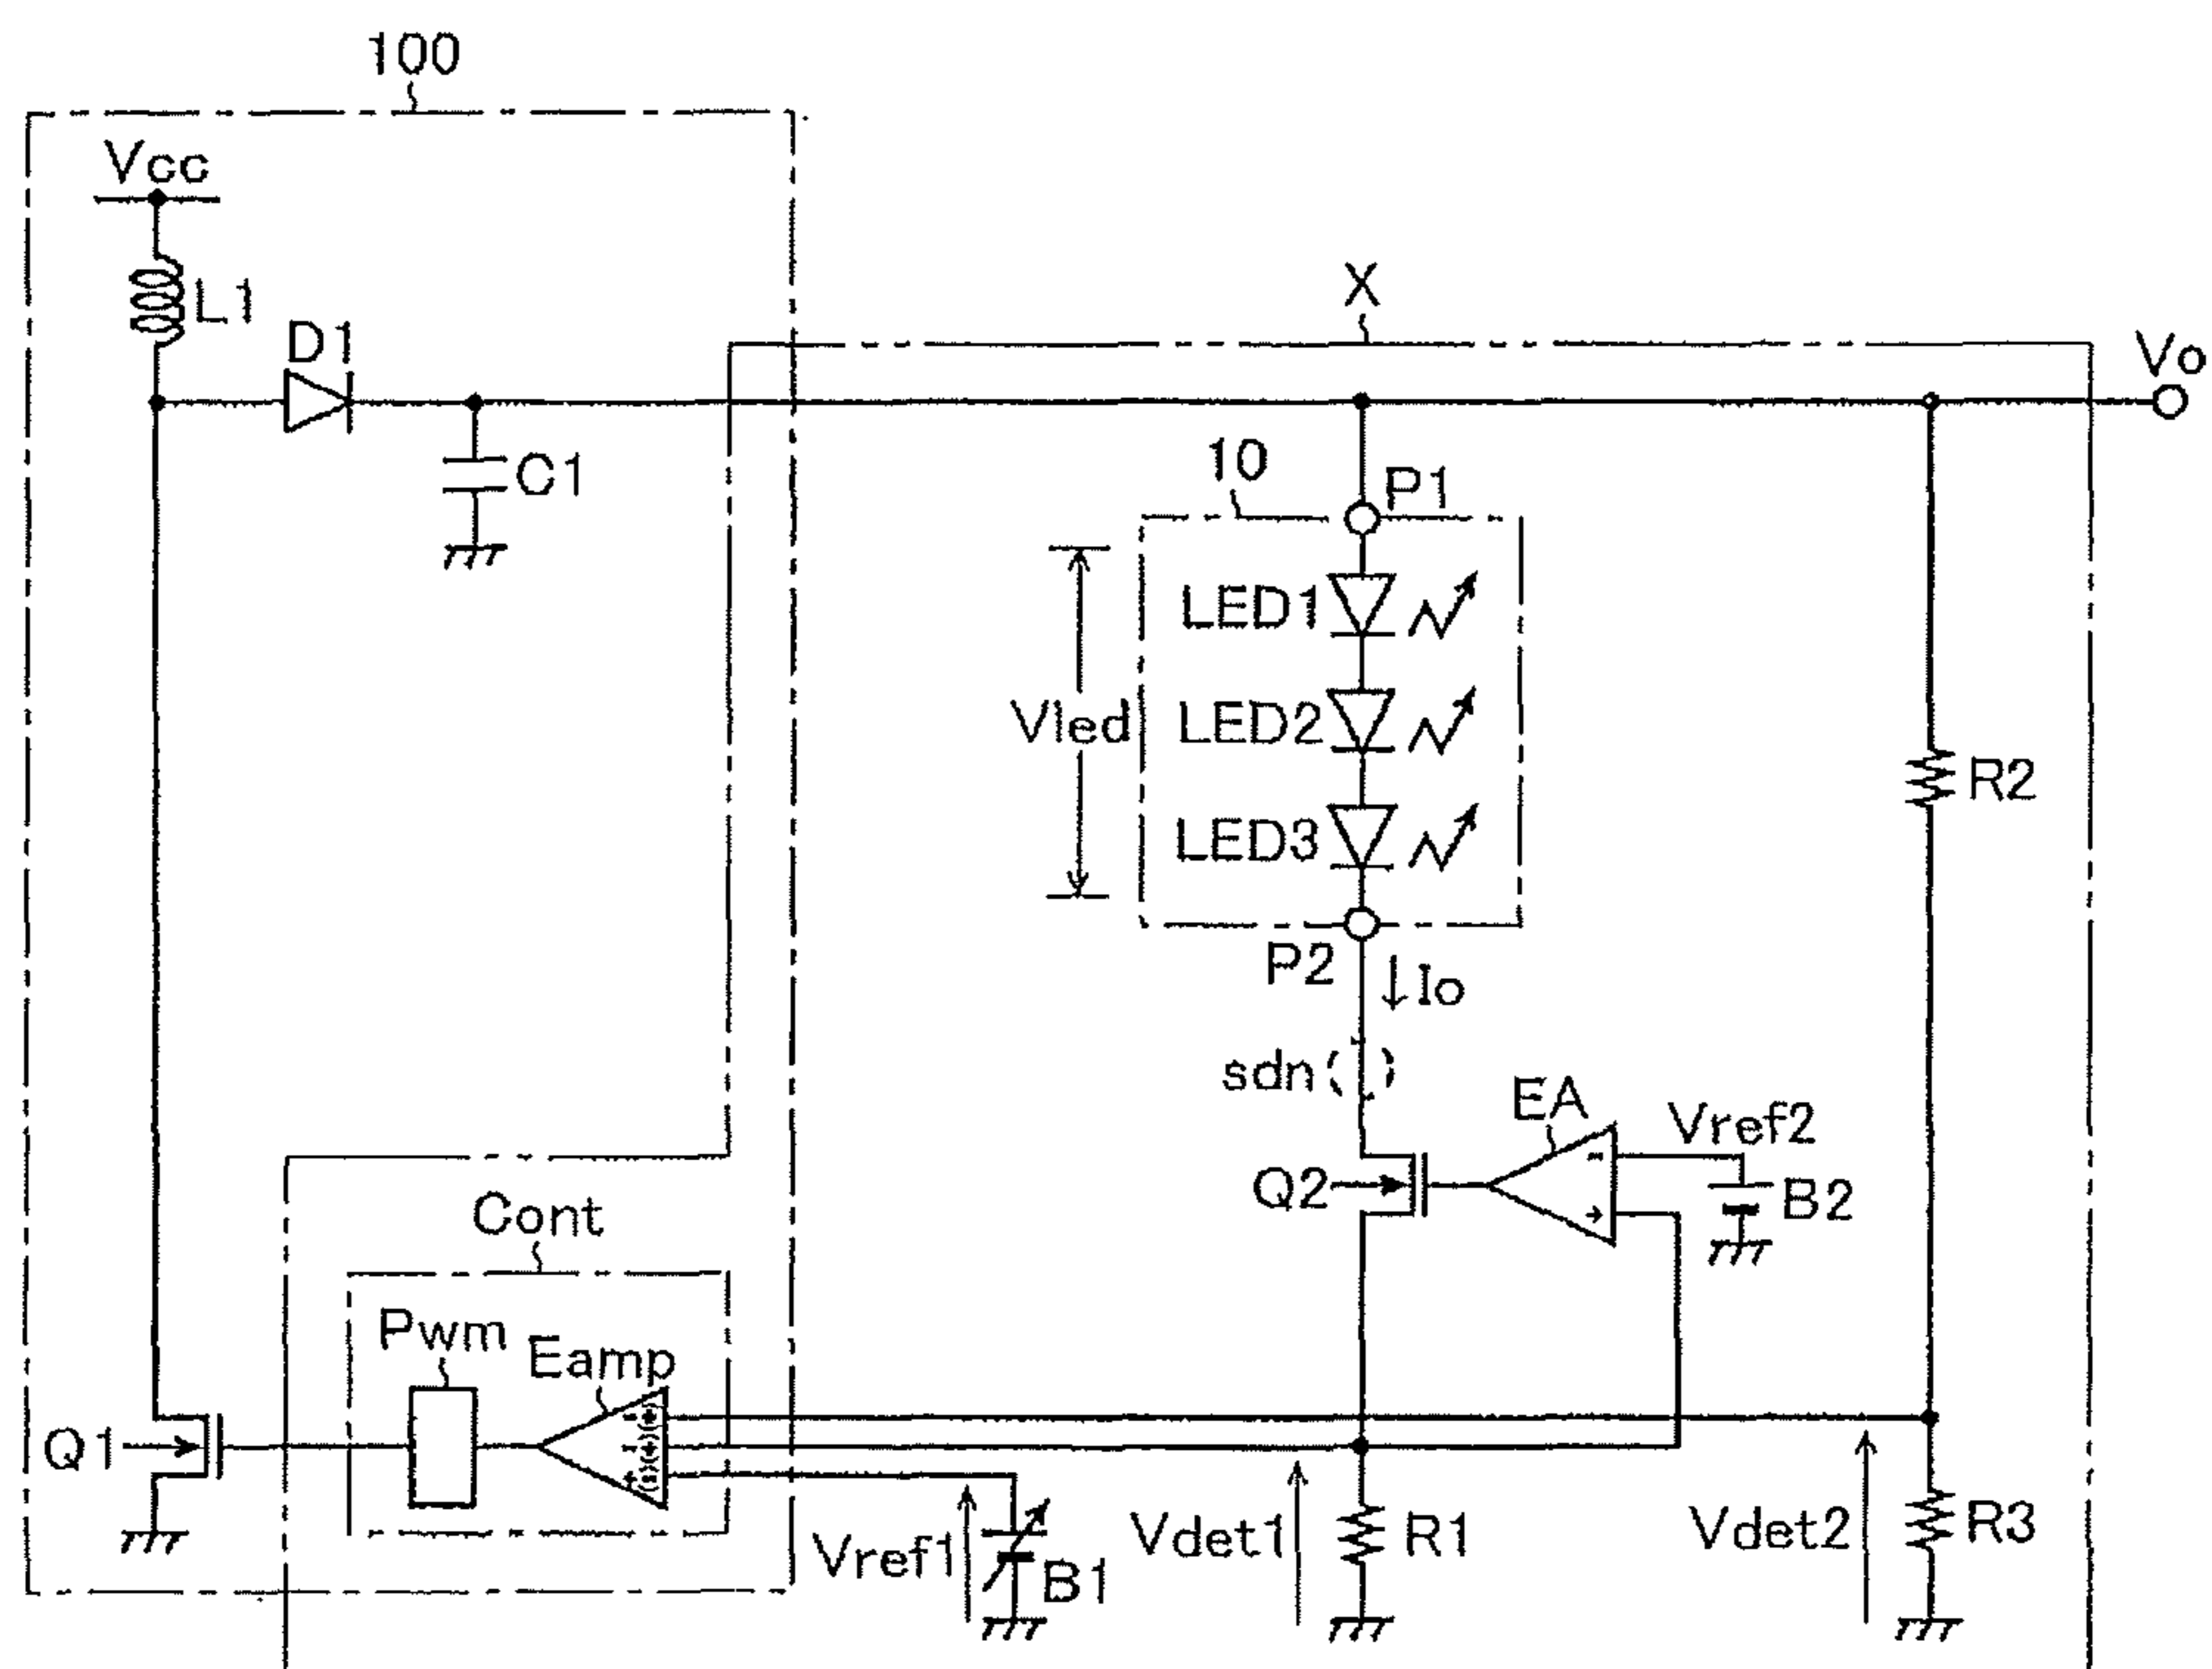 100
Vcc
L1
D1
C1
X
Vo
10
P1
LED1
Vled
LED2
LED3
R2
P2
Io
sdn
EA
Vref2
Q2
B2
Cont
Pwm
Eamp
Q1
Vref1
B1
Vdet1
R1
Vdet2
R3